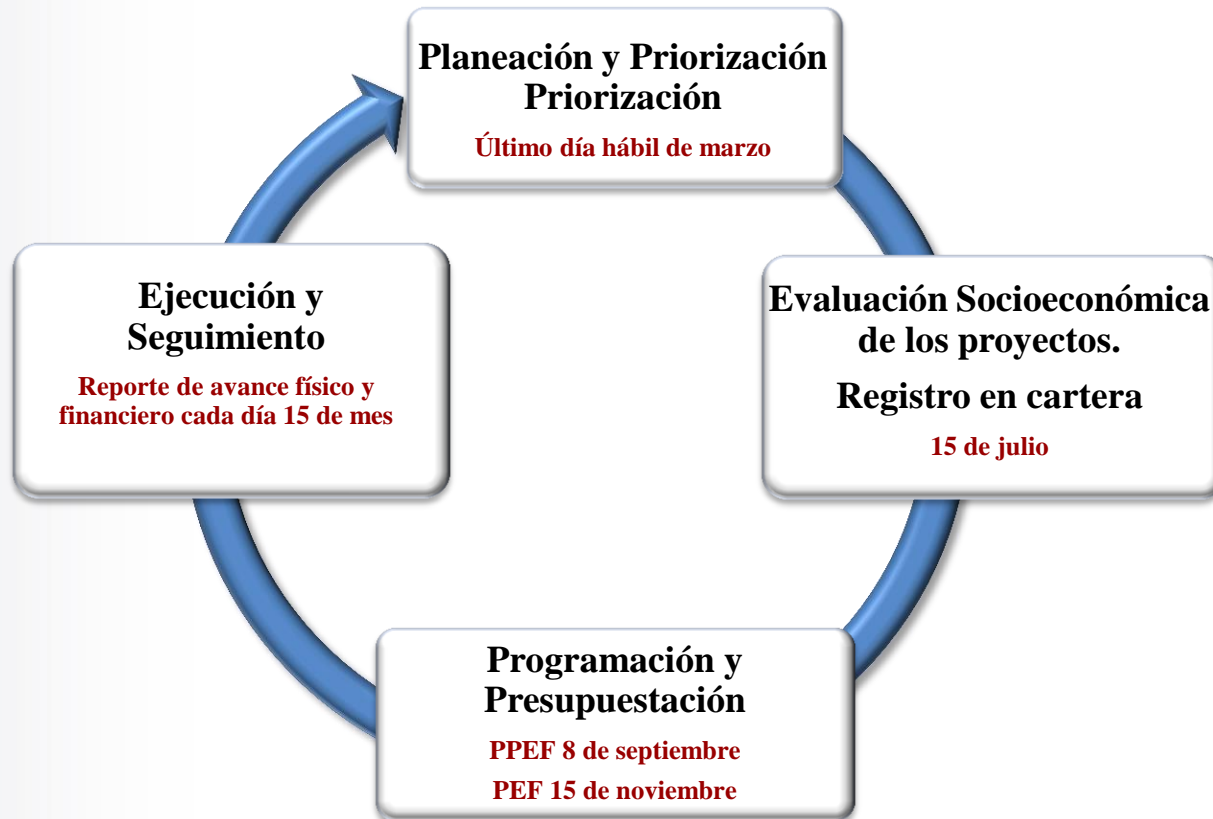 Planeación y Priorización
Priorización
Último día hábil de marzo
Evaluación Socioeconómica
de los proyectos.
Registro en cartera
15 de julio
Programación y
Presupuestación
PPEF 8 de septiembre
PEF 15 de noviembre
Ejecución y
Seguimiento
Reporte de avance físico y
financiero cada día 15 de mes